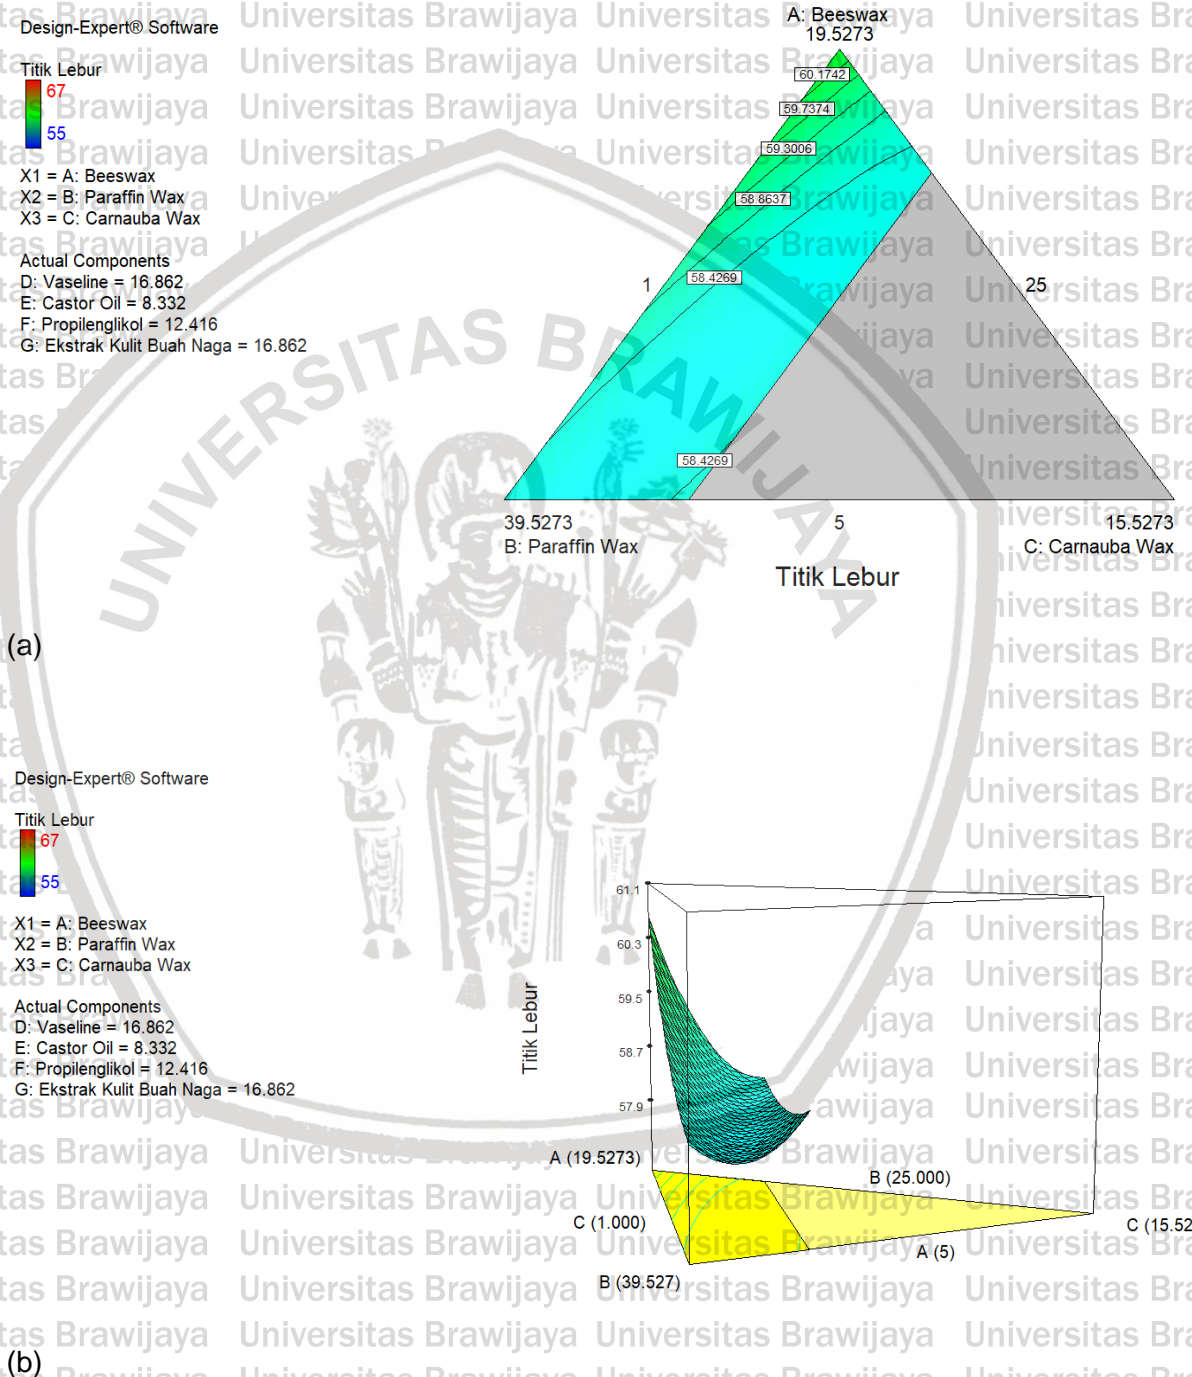 Design-Expert® Software
Titik Lebur
67
55
X1 = A: Beeswax
X2 = B: Paraffin Wax
X3 = C: Carnauba Wax
Actual Components
D: Vaseline = 16.862
E: Castor Oil = 8.332
F: Propilenglikol = 12.416
G: Ekstrak Kulit Buah Naga = 16.862
A: Beeswax
19.5273
60.1742
59.7374
59.3006
58.8637
58.4269
1
25
58.4269
39.5273
5
15.5273
B: Paraffin Wax
C: Carnauba Wax
Titik Lebur
UNIVERSITAS BRAWIJAYA
(a)
Design-Expert® Software
Titik Lebur
67
55
X1 = A: Beeswax
X2 = B: Paraffin Wax
X3 = C: Carnauba Wax
Actual Components
D: Vaseline = 16.862
E: Castor Oil = 8.332
F: Propilenglikol = 12.416
G: Ekstrak Kulit Buah Naga = 16.862
61.1
60.3
59.5
58.7
57.9
Titik Lebur
A (19.5273)
B (25.000)
C (1.000)
C (15.52
A (5)
B (39.527)
(b)
Universitas Brawijaya